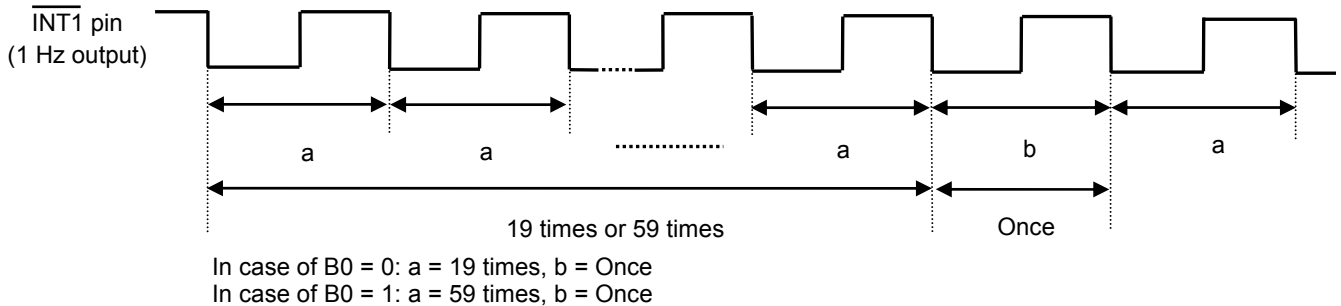 INT1 pin
(1 Hz output)
a
a
a
b
a
19 times or 59 times
Once
In case of B0 = 0: a = 19 times, b = Once
In case of B0 = 1: a = 59 times, b = Once